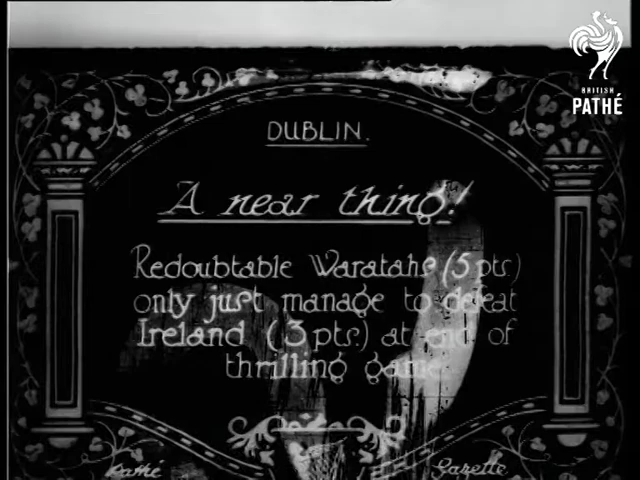 BRITISH
PATHÉ
DUBLIN.
A near thing!
Redoubtable Waratahs (5 pts)
only just manage to defeat
Ireland (3 pts.) at end of
thrilling game
Pathé Gazette